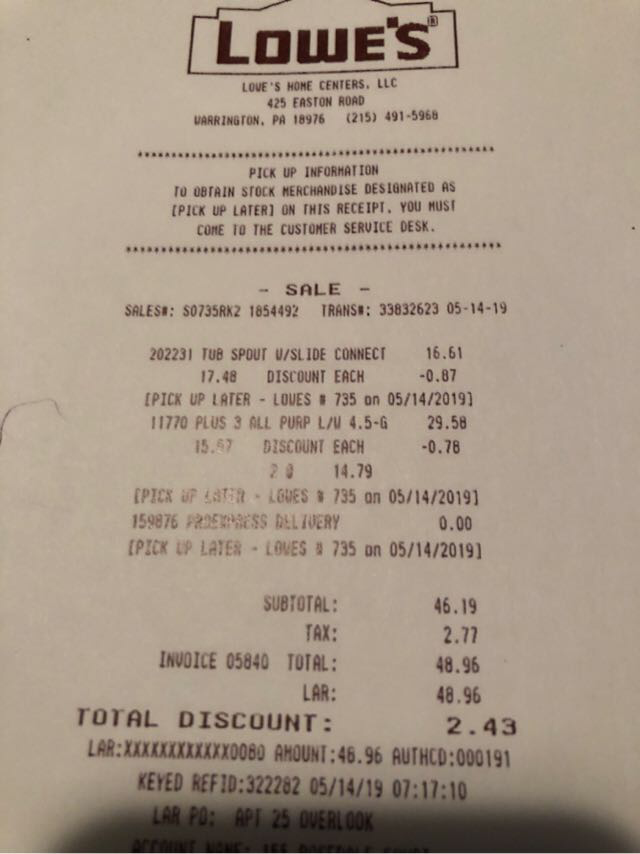 LOWE'S®
LOWE'S HOME CENTERS, LLC
425 EASTON ROAD
WARRINGTON, PA 18976 (215) 491-5968
PICK UP INFORMATION
TO OBTAIN STOCK MERCHANDISE DESIGNATED AS
[PICK UP LATER] ON THIS RECEIPT, YOU MUST
COME TO THE CUSTOMER SERVICE DESK.
- SALE -
SALES#: S0735RK2 1854492 TRANS#: 33832623 05-14-19
202231 TUB SPOUT W/SLIDE CONNECT 16.61
17.48 DISCOUNT EACH -0.87
[PICK UP LATER - LOWES # 735 on 05/14/2019]
11770 PLUS 3 ALL PURP L/W 4.5-G 29.58
15.57 DISCOUNT EACH -0.78
2 @ 14.79
[PICK UP LATER - LOWES # 735 on 05/14/2019]
159876 PROEXPRESS DELIVERY 0.00
[PICK UP LATER - LOWES # 735 on 05/14/2019]
SUBTOTAL: 46.19
TAX: 2.77
INVOICE 05840 TOTAL: 48.96
LAR: 48.96
TOTAL DISCOUNT: 2.43
LAR:XXXXXXXXXXXX0080 AMOUNT:48.96 AUTHCD:000191
KEYED REFID:322282 05/14/19 07:17:10
LAR PO: APT 25 OVERLOOK
ACCOUNT NAME: 155